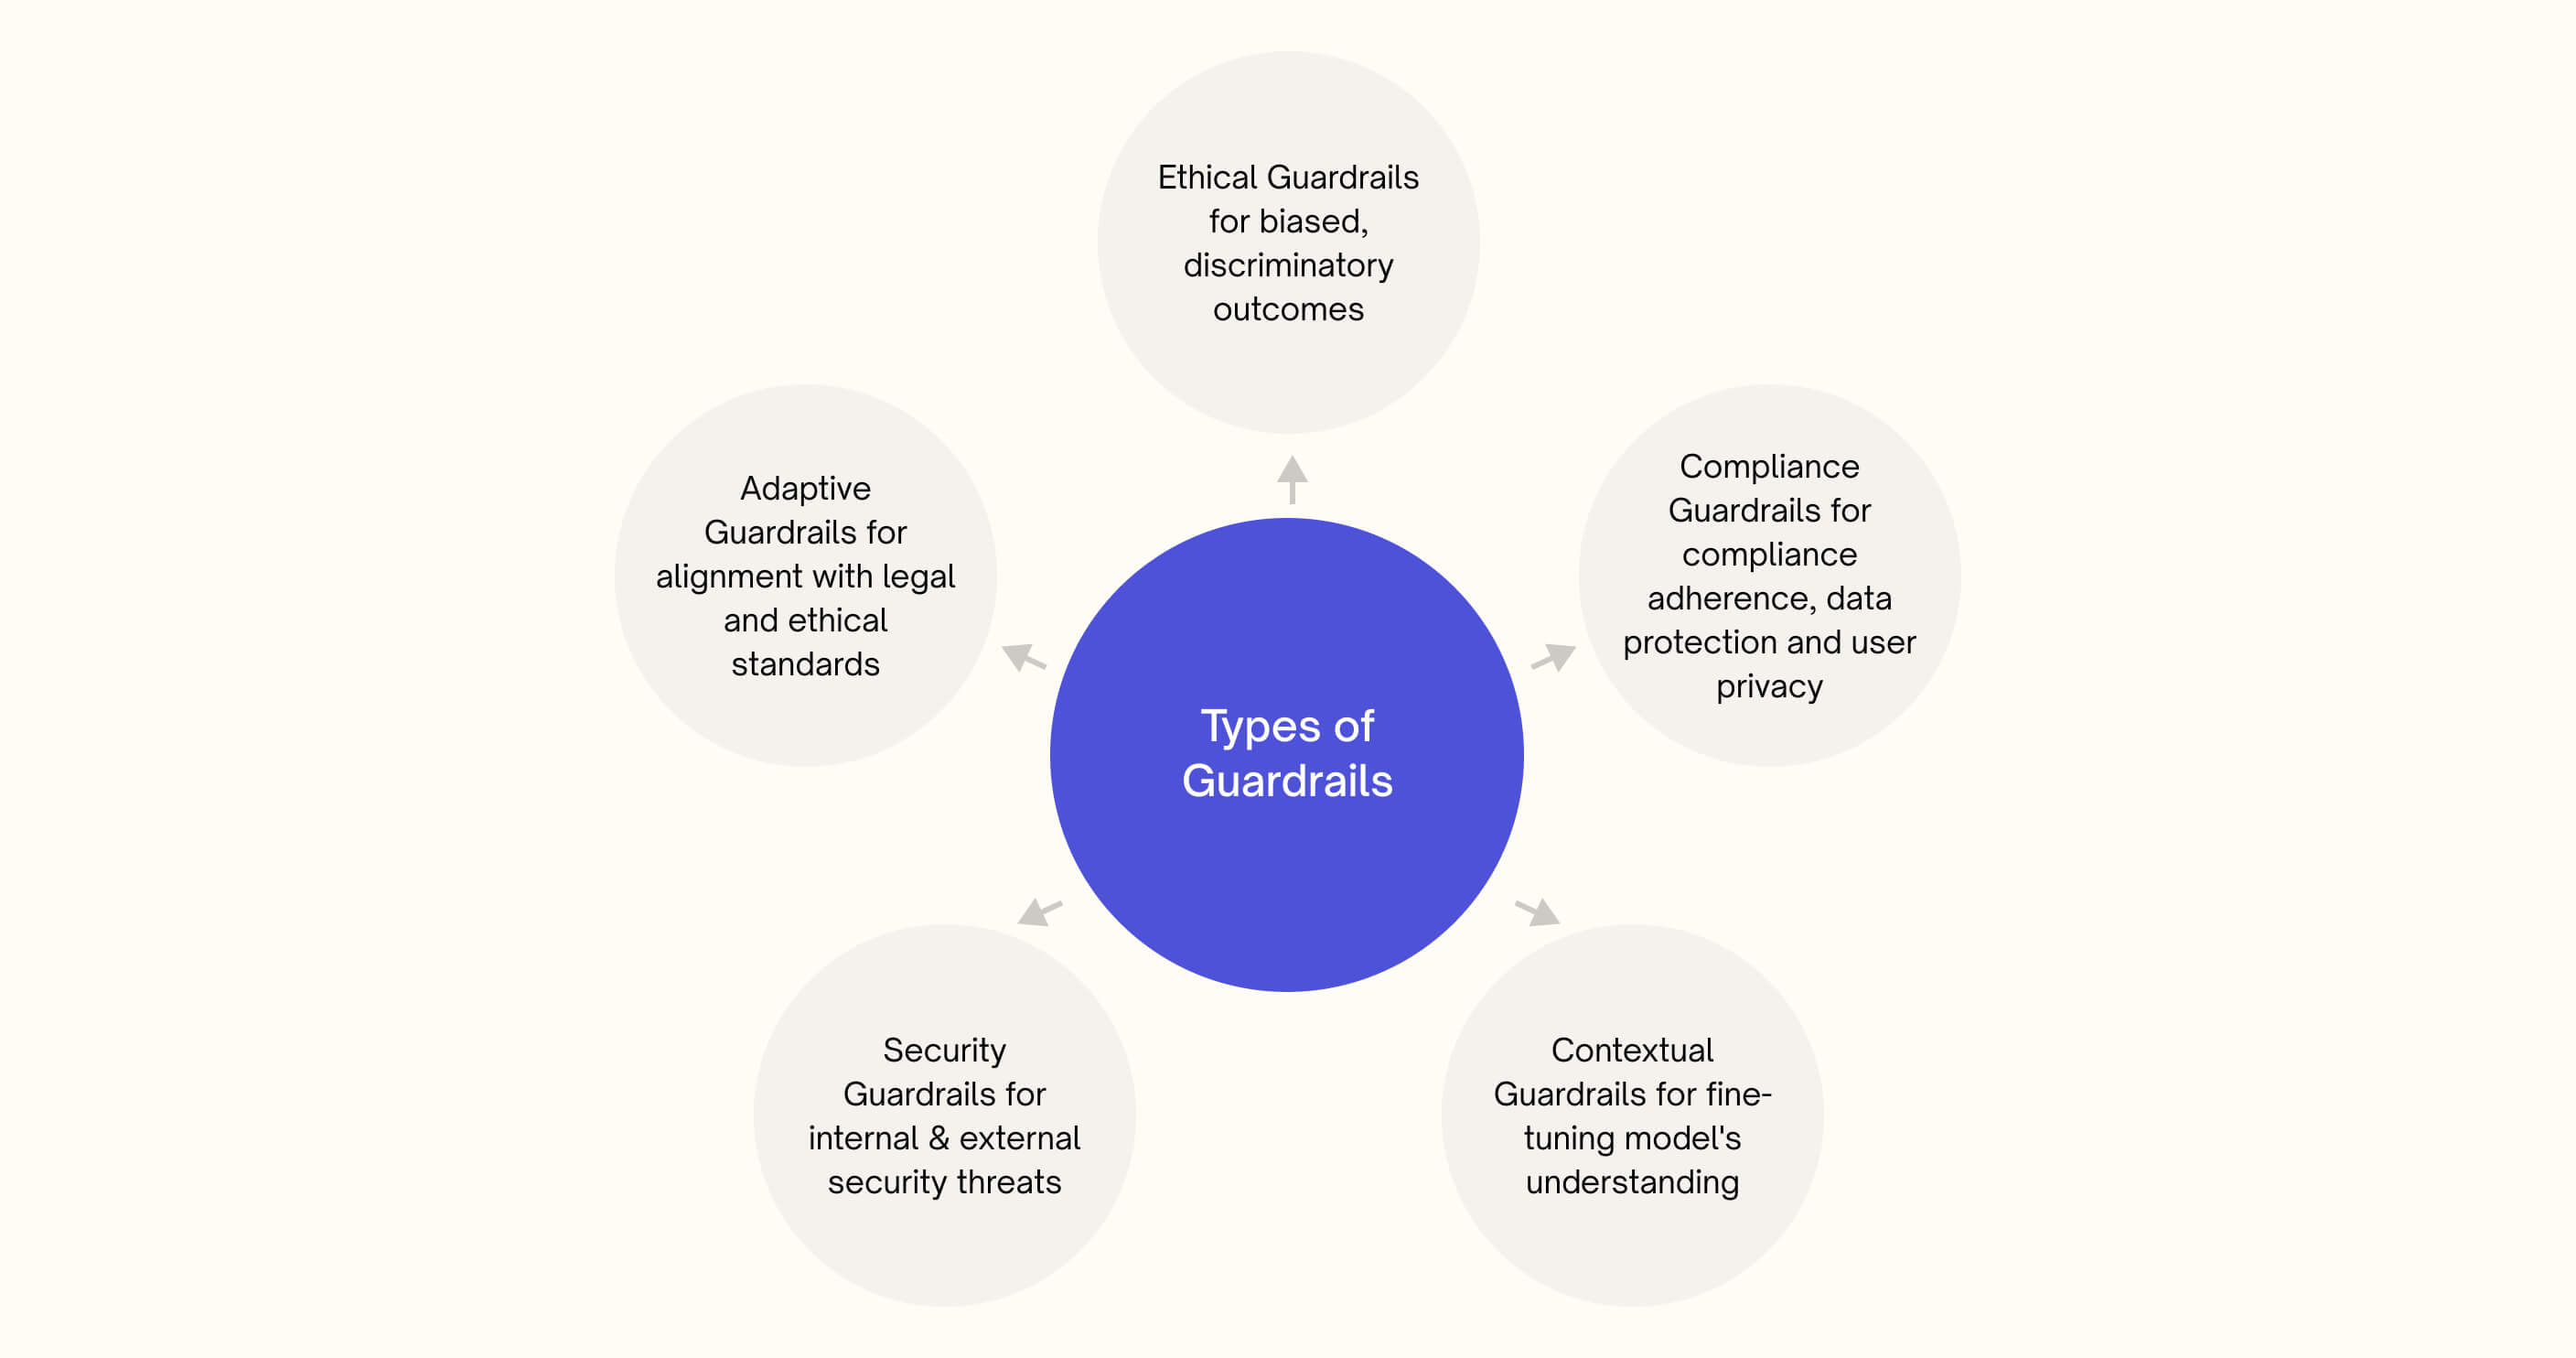 Ethical Guardrails
for biased,
discriminatory
outcomes
Adaptive
Guardrails for
alignment with legal
and ethical
standards
Compliance
Guardrails for
compliance
adherence, data
protection and user
privacy
Types of
Guardrails
Security
Guardrails for
internal & external
security threats
Contextual
Guardrails for fine-
tuning model's
understanding